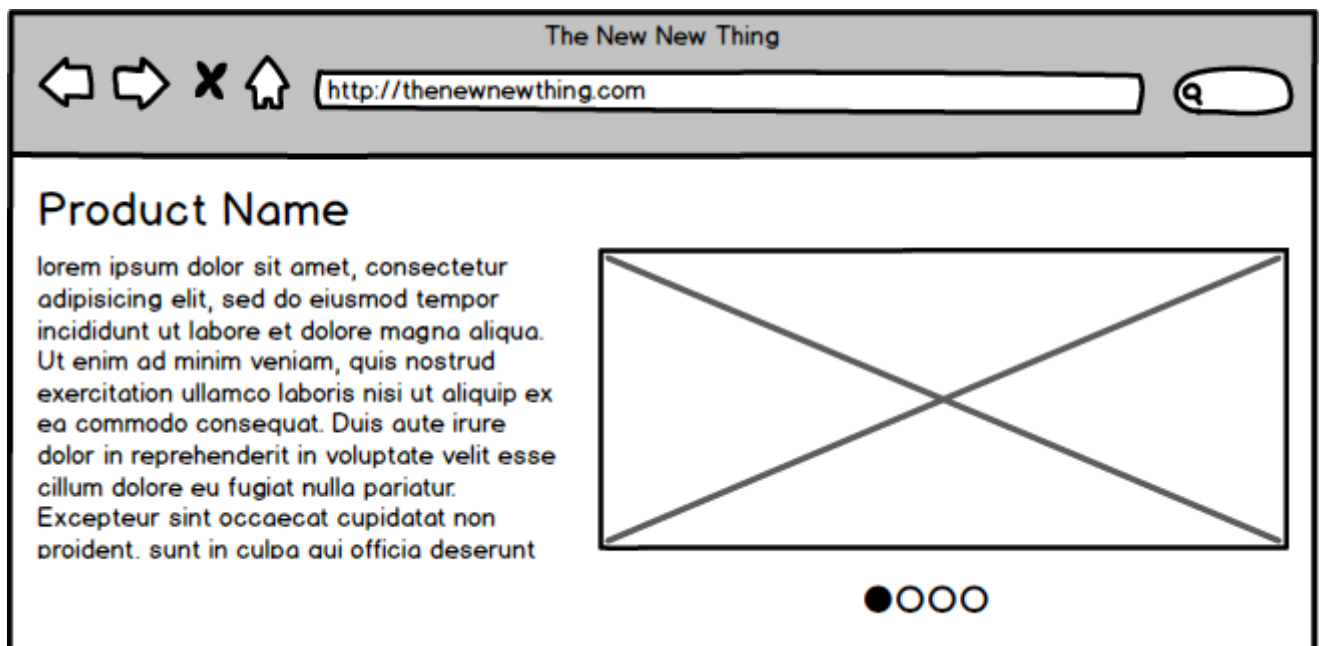 The New New Thing
http://thenewnewthing.com
Product Name
lorem ipsum dolor sit amet, consectetur
adipisicing elit, sed do eiusmod tempor
incididunt ut labore et dolore magna aliqua.
Ut enim ad minim veniam, quis nostrud
exercitation ullamco laboris nisi ut aliquip ex
ea commodo consequat. Duis aute irure
dolor in reprehenderit in voluptate velit esse
cillum dolore eu fugiat nulla pariatur.
Excepteur sint occaecat cupidatat non
proident, sunt in culpa qui officia deserunt